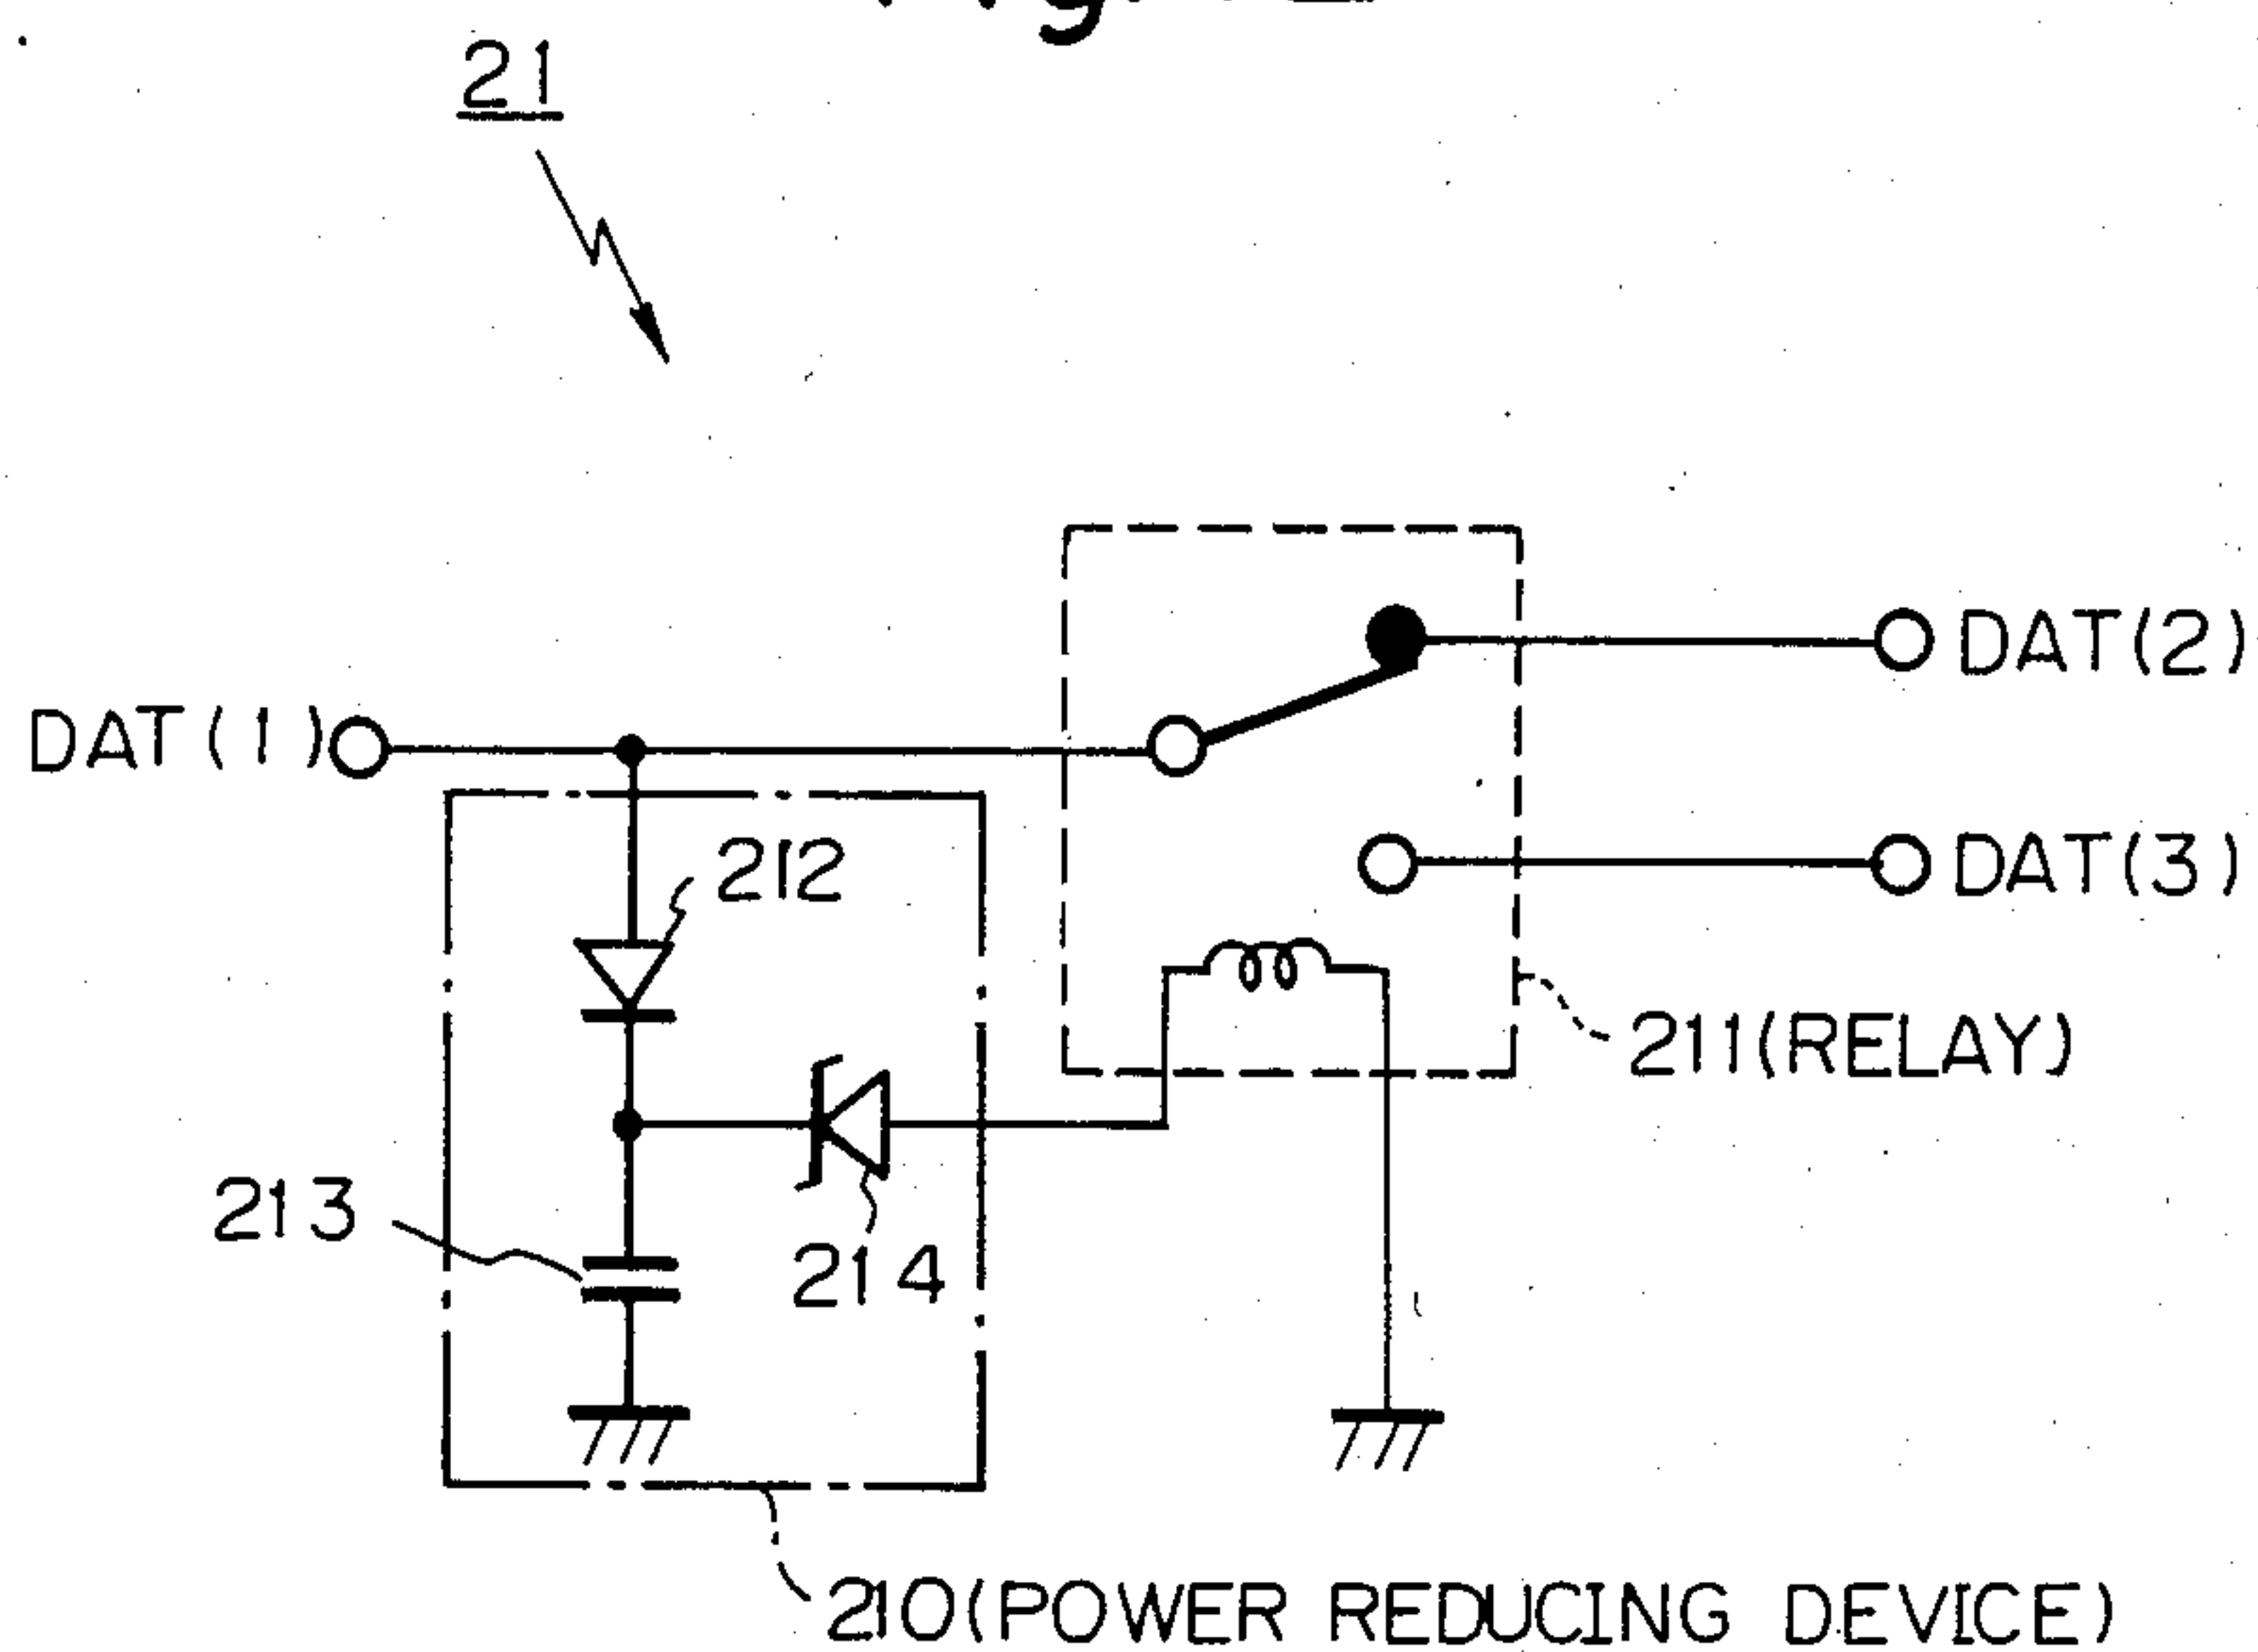 21
DAT(2)
DAT(1)
212
DAT(3)
211(RELAY)
213
214
210(POWER REDUCING DEVICE)